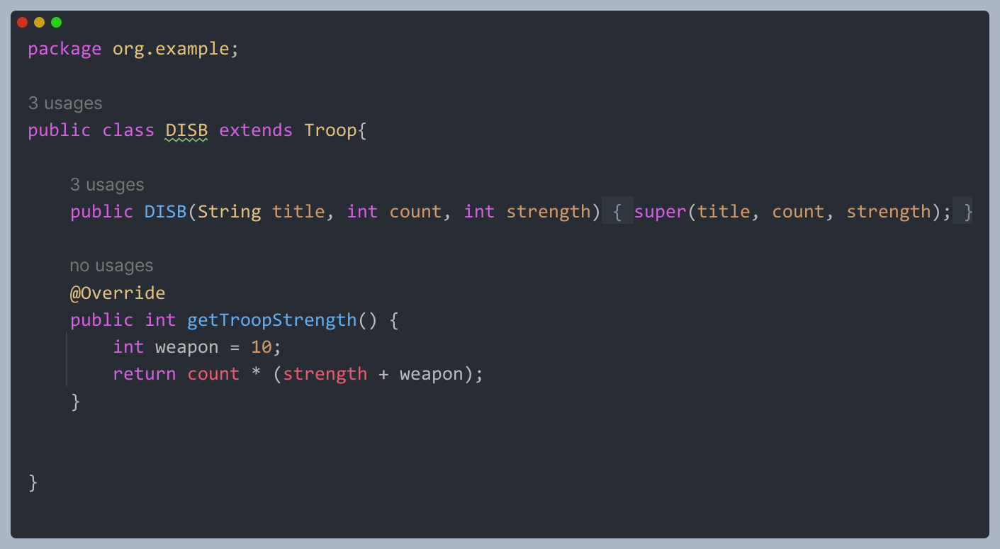 package org.example;
3 usages
public class DISB extends Troop{
3 usages
public DISB(String title, int count, int strength) { super(title, count, strength); }
no usages
@Override
public int getTroopStrength() {
int weapon = 10;
return count * (strength + weapon);
}
}